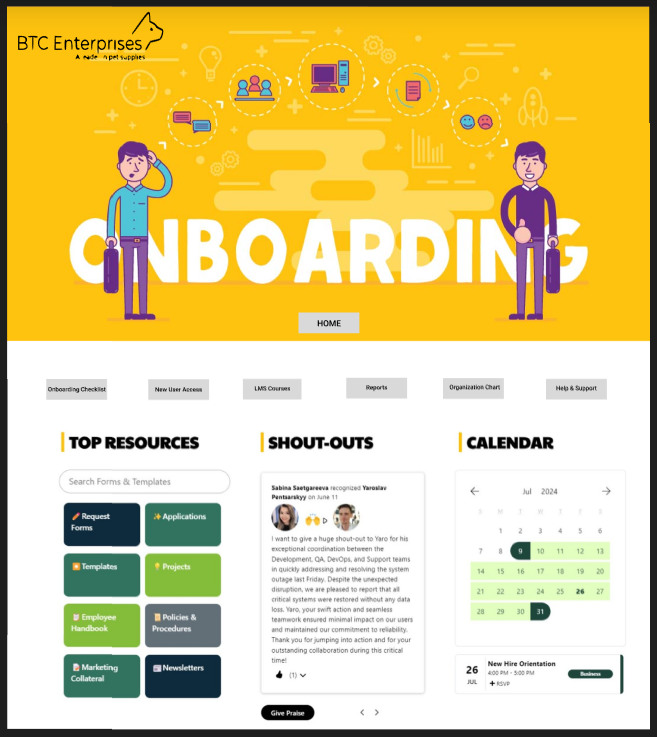 BTC Enterprises
A leader in pet supplies
ONBOARDING
HOME
Onboarding Checklist
New User Access
LMS Courses
Reports
Organization Chart
Help & Support
TOP RESOURCES
Search Forms & Templates
Request
Forms
Applications
Templates
Projects
Employee
Handbook
Policies &
Procedures
Marketing
Collateral
Newsletters
SHOUT-OUTS
Sabina Saetgareeva recognized Yaroslav
Pentsarskyy on June 11
I want to give a huge shout-out to Yaro for his
exceptional coordination between the
Development, QA, DevOps, and Support teams
in quickly addressing and resolving the system
outage last Friday. Despite the unexpected
disruption, we are pleased to report that all
critical systems were restored without any data
loss. Yaro, your swift action and seamless
teamwork ensured minimal impact on our users
and maintained our commitment to reliability.
Thank you for jumping into action and for your
outstanding collaboration during this critical
time!
(1)
Give Praise
CALENDAR
Jul 2024
S M T W T F S
1 2 3 4 5 6
7 8 9 10 11 12 13
14 15 16 17 18 19 20
21 22 23 24 25 26 27
28 29 30 31
26
JUL
New Hire Orientation
4:00 PM - 5:00 PM
+ RSVP
Business